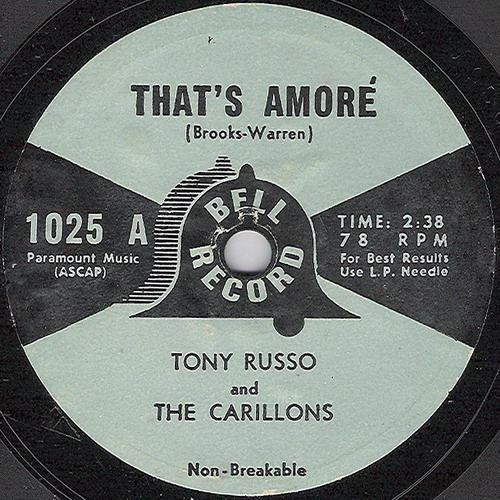 THAT'S AMORÉ
(Brooks-Warren)
BELL
RECORD
1025 A
Paramount Music
(ASCAP)
TIME: 2:38
78 RPM
For Best Results
Use L.P. Needle
TONY RUSSO
and
THE CARILLONS
Non-Breakable